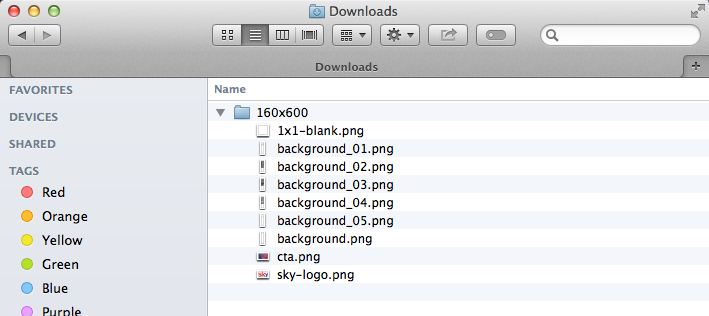 Downloads
Downloads
FAVORITES
DEVICES
SHARED
TAGS
Red
Orange
Yellow
Green
Blue
Purple
Name
160x600
1x1-blank.png
background_01.png
background_02.png
background_03.png
background_04.png
background_05.png
background.png
cta.png
sky
sky-logo.png